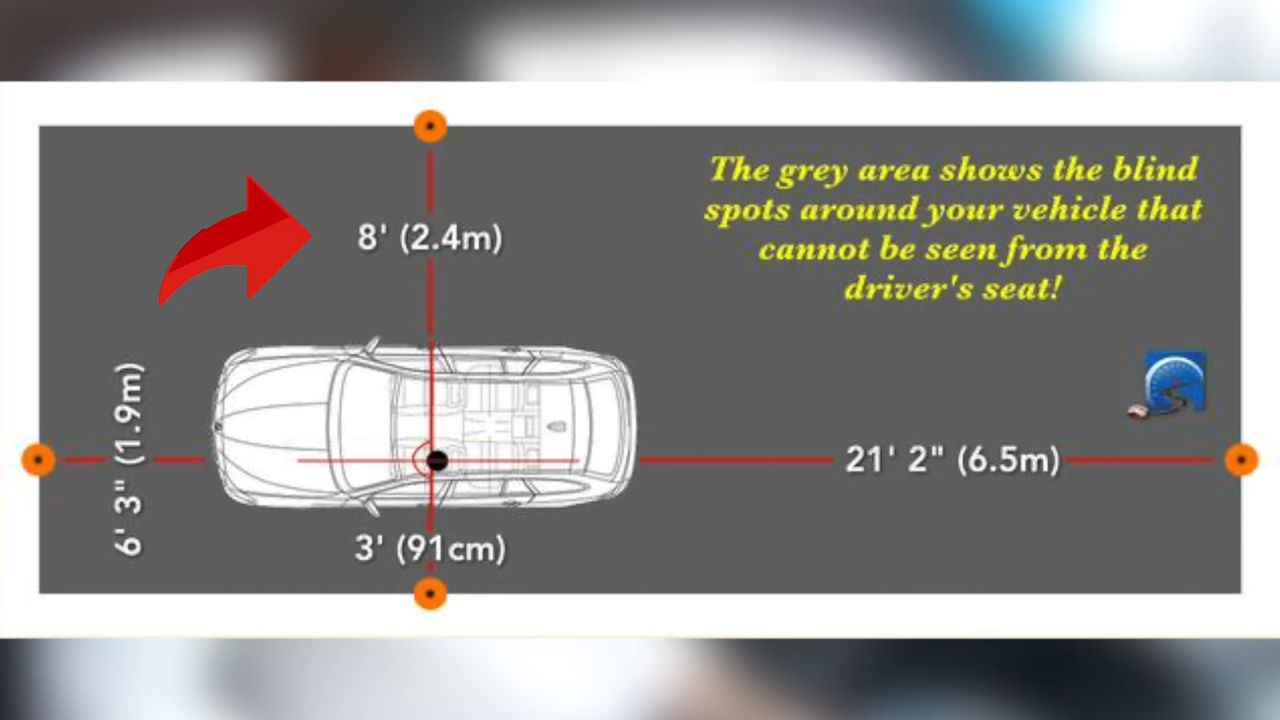 The grey area shows the blind
spots around your vehicle that
cannot be seen from the
driver's seat!
8' (2.4m)
6' 3" (1.9m)
21' 2" (6.5m)
3' (91cm)